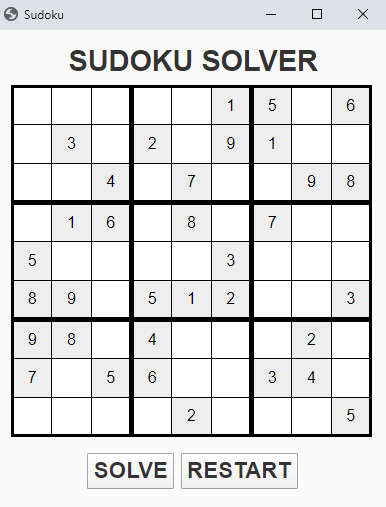 Sudoku
SUDOKU SOLVER
1 5 6
3 2 9 1
4 7 9 8
1 6 8 7
5 3
8 9 5 1 2 3
9 8 4 2
7 5 6 3 4
2 5
SOLVE RESTART